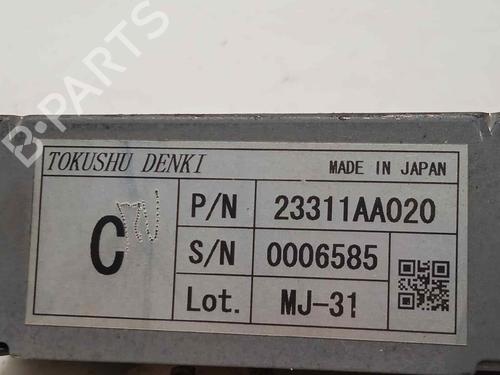 TOKUSHU DENKI
MADE IN JAPAN
C
P/N 23311AA020
S/N 0006585
Lot. MJ-31
B-PARTS